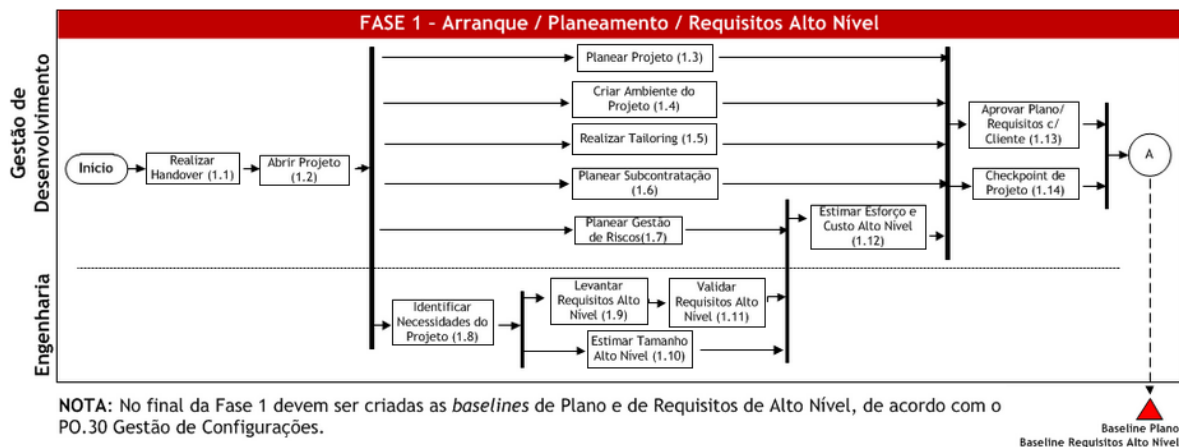 FASE 1 - Arranque / Planeamento / Requisitos Alto Nível
Gestão de
Desenvolvimento
Início
Realizar
Handover (1.1)
Abrir Projeto
(1.2)
Planear Projeto (1.3)
Criar Ambiente do
Projeto (1.4)
Realizar Tailoring (1.5)
Planear Subcontratação
(1.6)
Planear Gestão
de Riscos(1.7)
Estimar Esforço e
Custo Alto Nível
(1.12)
Aprovar Plano/
Requisitos c/
Cliente (1.13)
Checkpoint de
Projeto (1.14)
A
Engenharia
Identificar
Necessidades do
Projeto (1.8)
Levantar
Requisitos Alto
Nível (1.9)
Validar
Requisitos Alto
Nível (1.11)
Estimar Tamanho
Alto Nível (1.10)
NOTA: No final da Fase 1 devem ser criadas as baselines de Plano e de Requisitos de Alto Nível, de acordo com o
PO.30 Gestão de Configurações.
Baseline Plano
Baseline Requisitos Alto Nível